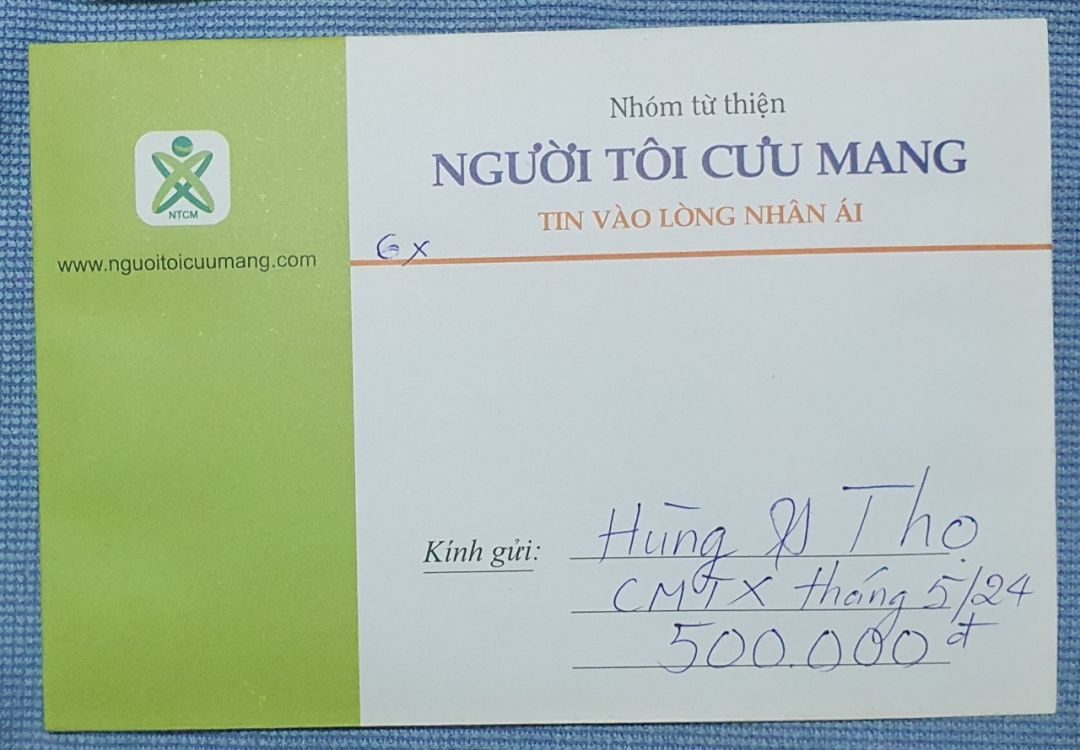 Nhóm từ thiện
NGƯỜI TÔI CƯU MANG
TIN VÀO LÒNG NHÂN ÁI
NTCM
www.nguoitoicuumang.com
6x
Kính gửi: Hùng & Thọ
CMTX tháng 5/24
500.000đ